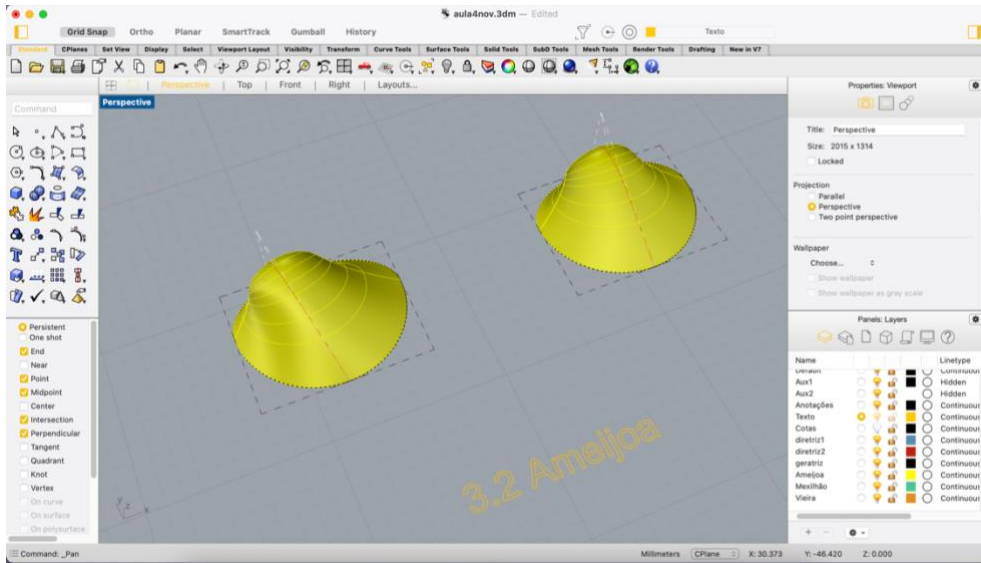 aula4nov.3dm — Edited
Grid Snap Ortho Planar SmartTrack Gumball History Texto
Standard CPlanes Set View Display Select Viewport Layout Visibility Transform Curve Tools Surface Tools Solid Tools SubD Tools Mesh Tools Render Tools Drafting New in V7
Perspective | Top | Front | Right | Layouts...
Command
Perspective
Properties: Viewport
Title: Perspective
Size: 2015 x 1314
Locked
Projection
Parallel
Perspective
Two point perspective
Wallpaper
Choose...
Show wallpaper
Show wallpaper as gray scale
Persistent
One shot
End
Near
Point
Midpoint
Center
Intersection
Perpendicular
Tangent
Quadrant
Knot
Vertex
On curve
On surface
On polysurface
3.2 Ameijoa
y
z x
Panels: Layers
Name Linetype
Default Continuous
Aux1 Hidden
Aux2 Hidden
Anotações Continuous
Texto Continuous
Cotas Continuous
diretriz1 Continuous
diretriz2 Continuous
geratriz Continuous
Ameijoa Continuous
Mexilhão Continuous
Vieira Continuous
Command: _Pan
Millimeters CPlane X: 30.373 Y: -46.420 Z: 0.000